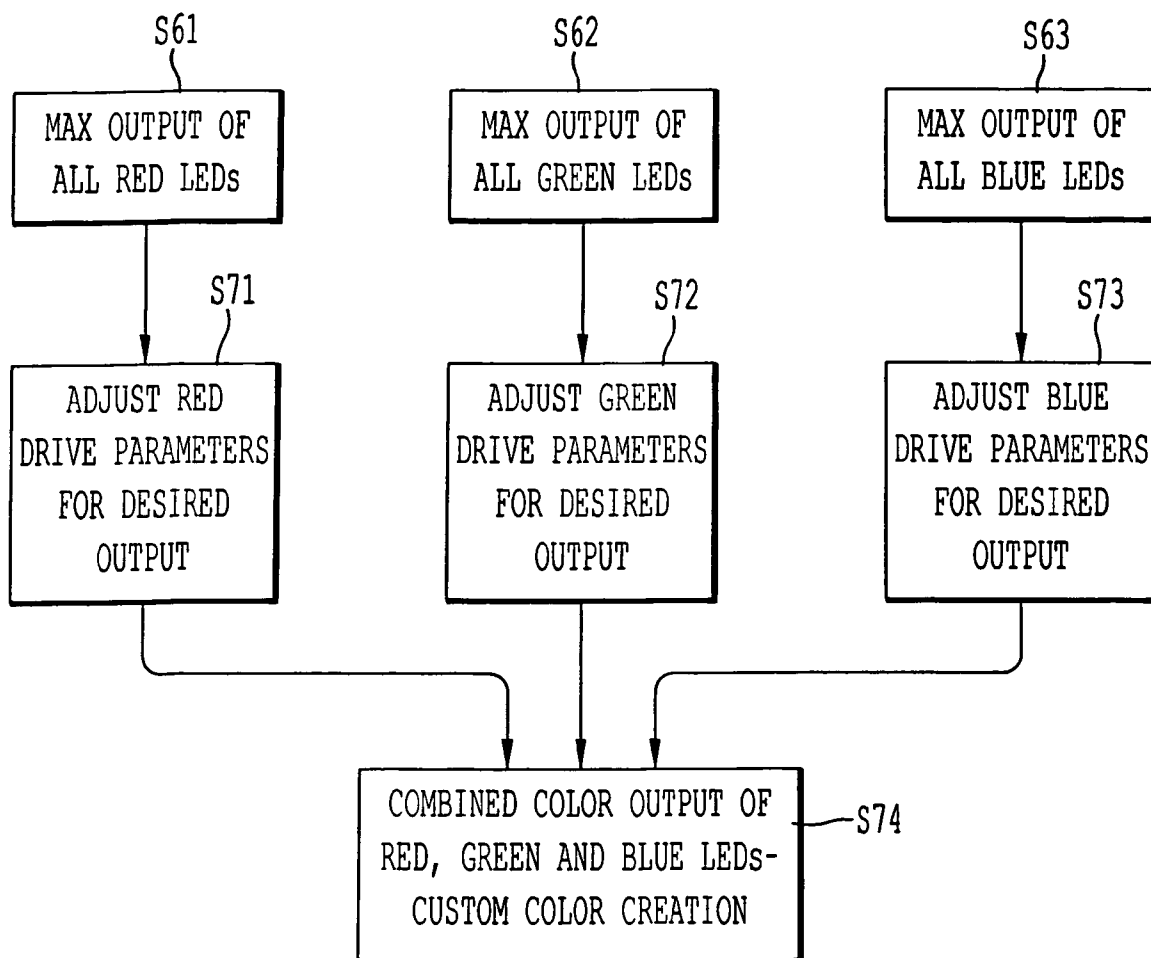 S61
S62
S63
MAX OUTPUT OF
ALL RED LEDs
MAX OUTPUT OF
ALL GREEN LEDs
MAX OUTPUT OF
ALL BLUE LEDs
S71
S72
S73
ADJUST RED
DRIVE PARAMETERS
FOR DESIRED
OUTPUT
ADJUST GREEN
DRIVE PARAMETERS
FOR DESIRED
OUTPUT
ADJUST BLUE
DRIVE PARAMETERS
FOR DESIRED
OUTPUT
COMBINED COLOR OUTPUT OF
RED, GREEN AND BLUE LEDs-
CUSTOM COLOR CREATION
S74